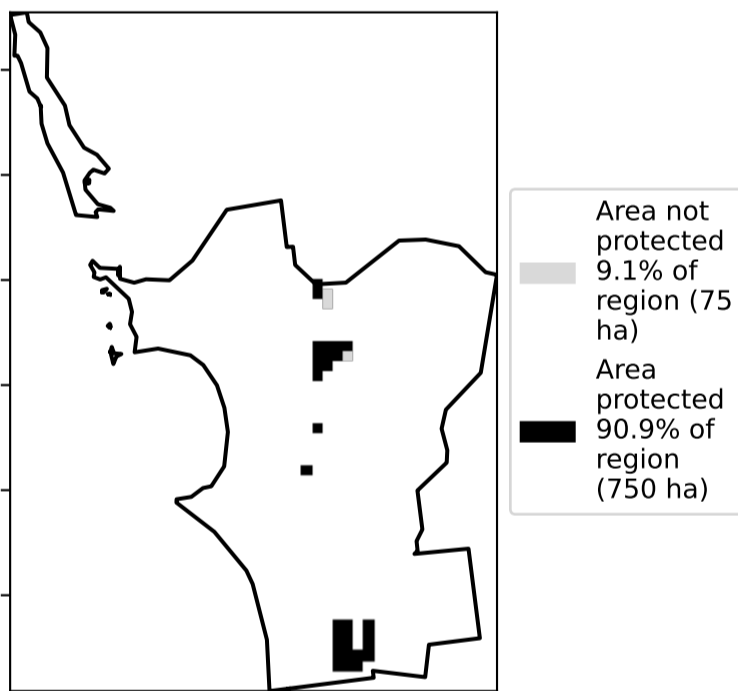 Area not
protected
9.1% of
region (75
ha)
Area
protected
90.9% of
region
(750 ha)